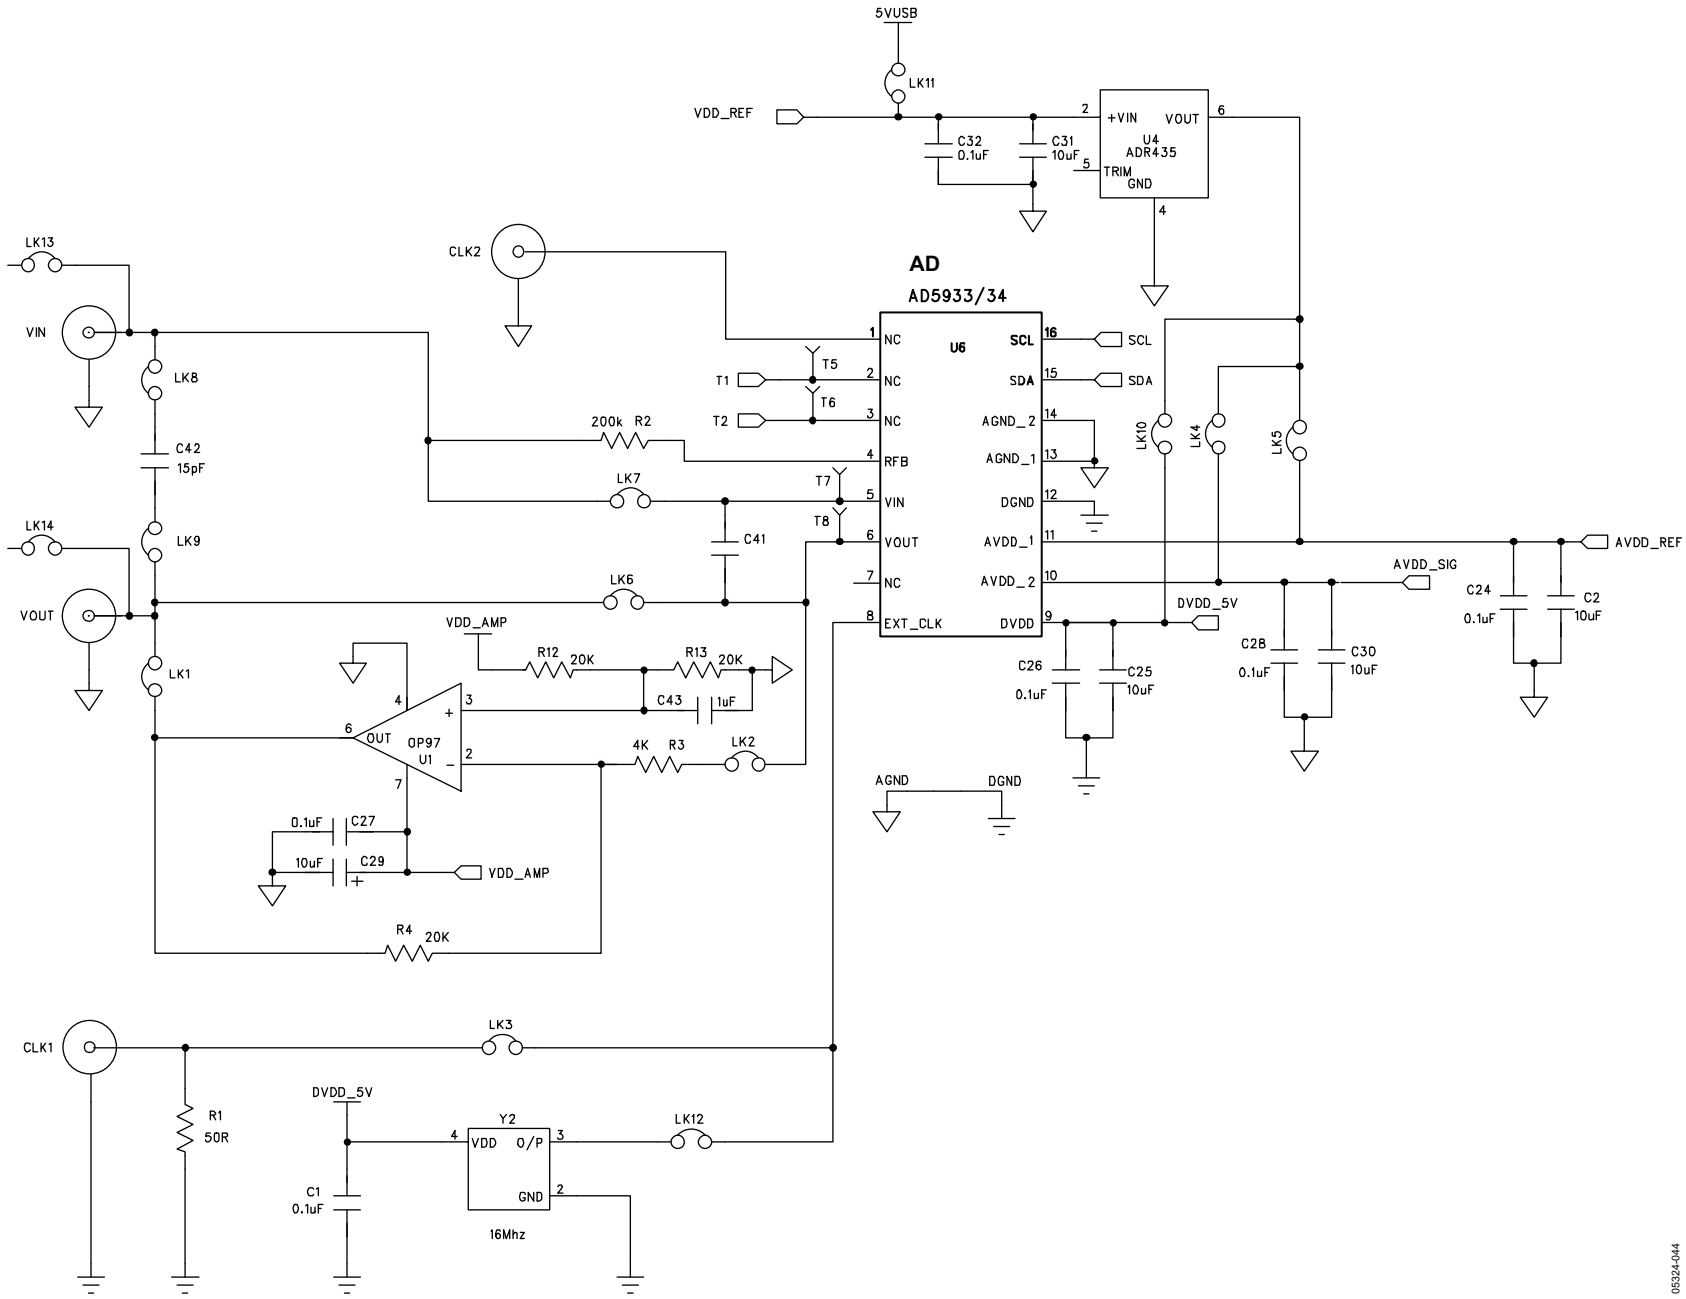 5VUSB
LK11
VDD_REF
2
+VIN
VOUT
6
C32
0.1uF
C31
10uF
U4
ADR435
5
TRIM
GND
4
LK13
CLK2
AD
AD5933/34
VIN
1
NC
U6
SCL
16
SCL
T5
LK8
T1
2
NC
SDA
15
SDA
T6
200k
R2
T2
3
NC
AGND_2
14
LK10
LK4
LK5
C42
15pF
4
RFB
AGND_1
13
LK7
T7
5
VIN
DGND
12
LK14
T8
LK9
C41
6
VOUT
AVDD_1
11
AVDD_REF
AVDD_SIG
LK6
7
NC
AVDD_2
10
C24
0.1uF
C2
10uF
DVDD_5V
VOUT
VDD_AMP
8
EXT_CLK
DVDD
9
R12
20K
R13
20K
C28
0.1uF
C30
10uF
LK1
C26
0.1uF
C25
10uF
4
3
+
C43
1uF
6
OUT
OP97
U1
2
-
4K
R3
LK2
7
AGND
DGND
0.1uF
C27
10uF
C29
+
VDD_AMP
R4
20K
CLK1
LK3
DVDD_5V
R1
50R
Y2
LK12
4
VDD
O/P
3
C1
0.1uF
GND
2
16Mhz
05324-044